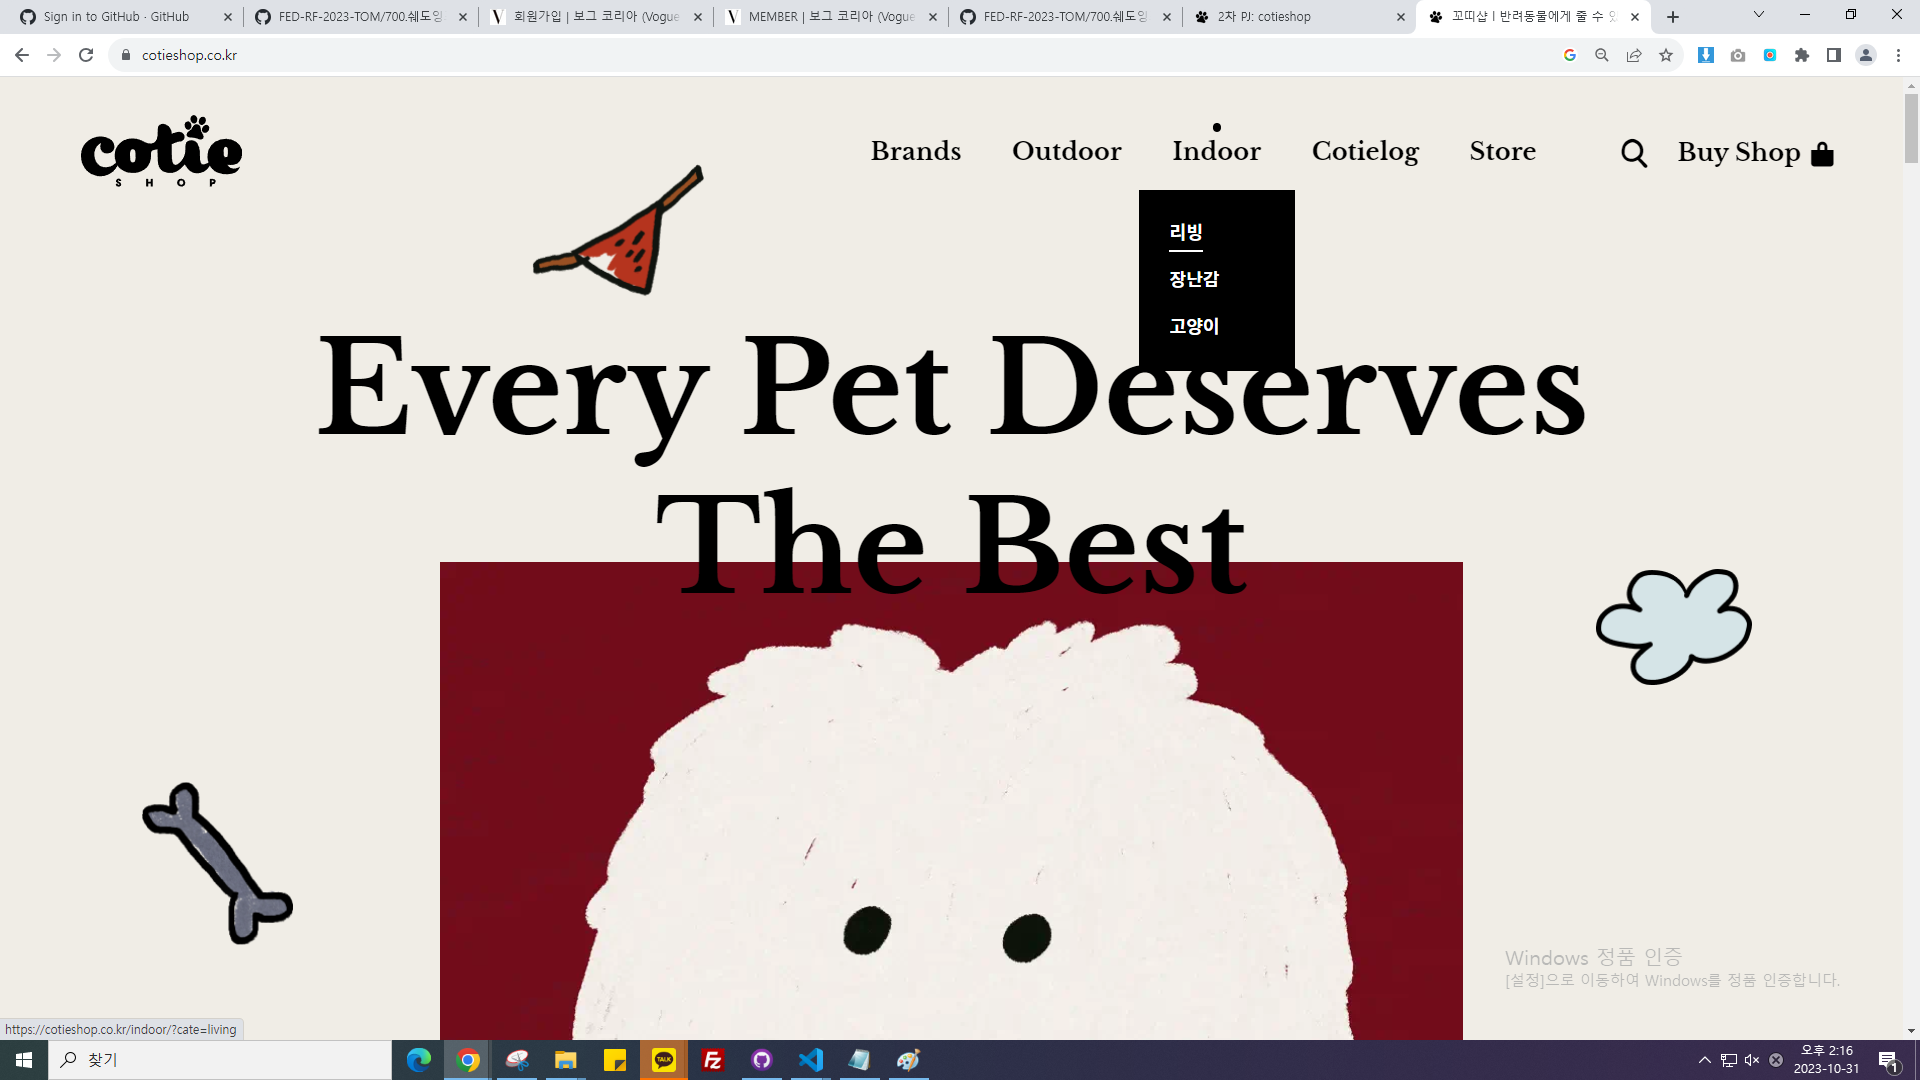 Sign in to GitHub · GitHub
FED-RF-2023-TOM/700.쉐도잉
회원가입 | 보그 코리아 (Vogue
MEMBER | 보그 코리아 (Vogue
FED-RF-2023-TOM/700.쉐도잉
2차 PJ: cotieshop
꼬띠샵ㅣ반려동물에게 줄 수 있
cotieshop.co.kr
cotie
SHOP
Brands
Outdoor
Indoor
Cotielog
Store
Buy Shop
리빙
장난감
고양이
Every Pet Deserves
The Best
Windows 정품 인증
[설정]으로 이동하여 Windows를 정품 인증합니다.
https://cotieshop.co.kr/indoor/?cate=living
찾기
TALK
Fz
오후 2:16
2023-10-31
1